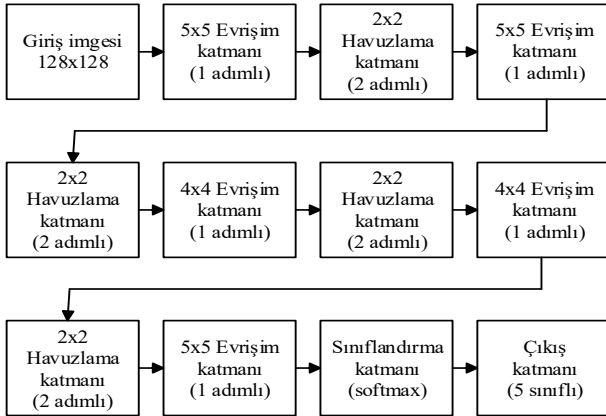 Giriş imgesi
128x128
5x5 Evrişim
katmanı
(1 adımlı)
2x2
Havuzlama
katmanı
(2 adımlı)
5x5 Evrişim
katmanı
(1 adımlı)
2x2
Havuzlama
katmanı
(2 adımlı)
4x4 Evrişim
katmanı
(1 adımlı)
2x2
Havuzlama
katmanı
(2 adımlı)
4x4 Evrişim
katmanı
(1 adımlı)
2x2
Havuzlama
katmanı
(2 adımlı)
5x5 Evrişim
katmanı
(1 adımlı)
Sınıflandırma
katmanı
(softmax)
Çıkış
katmanı
(5 sınıflı)